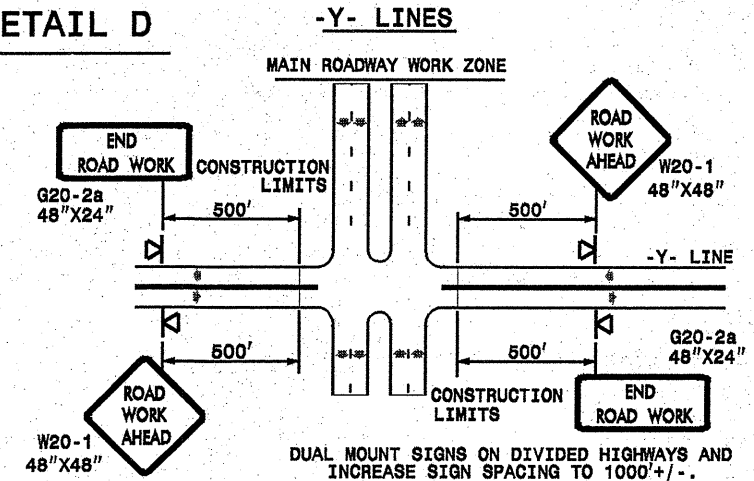 ETAIL D
-Y- LINES
MAIN ROADWAY WORK ZONE
END
ROAD WORK
G20-2a
48"X24"
CONSTRUCTION
LIMITS
500'
ROAD
WORK
AHEAD
W20-1
48"X48"
500'
-Y- LINE
500'
ROAD
WORK
AHEAD
W20-1
48"X48"
500'
G20-2a
48"X24"
CONSTRUCTION
LIMITS
END
ROAD WORK
DUAL MOUNT SIGNS ON DIVIDED HIGHWAYS AND
INCREASE SIGN SPACING TO 1000'+/-.